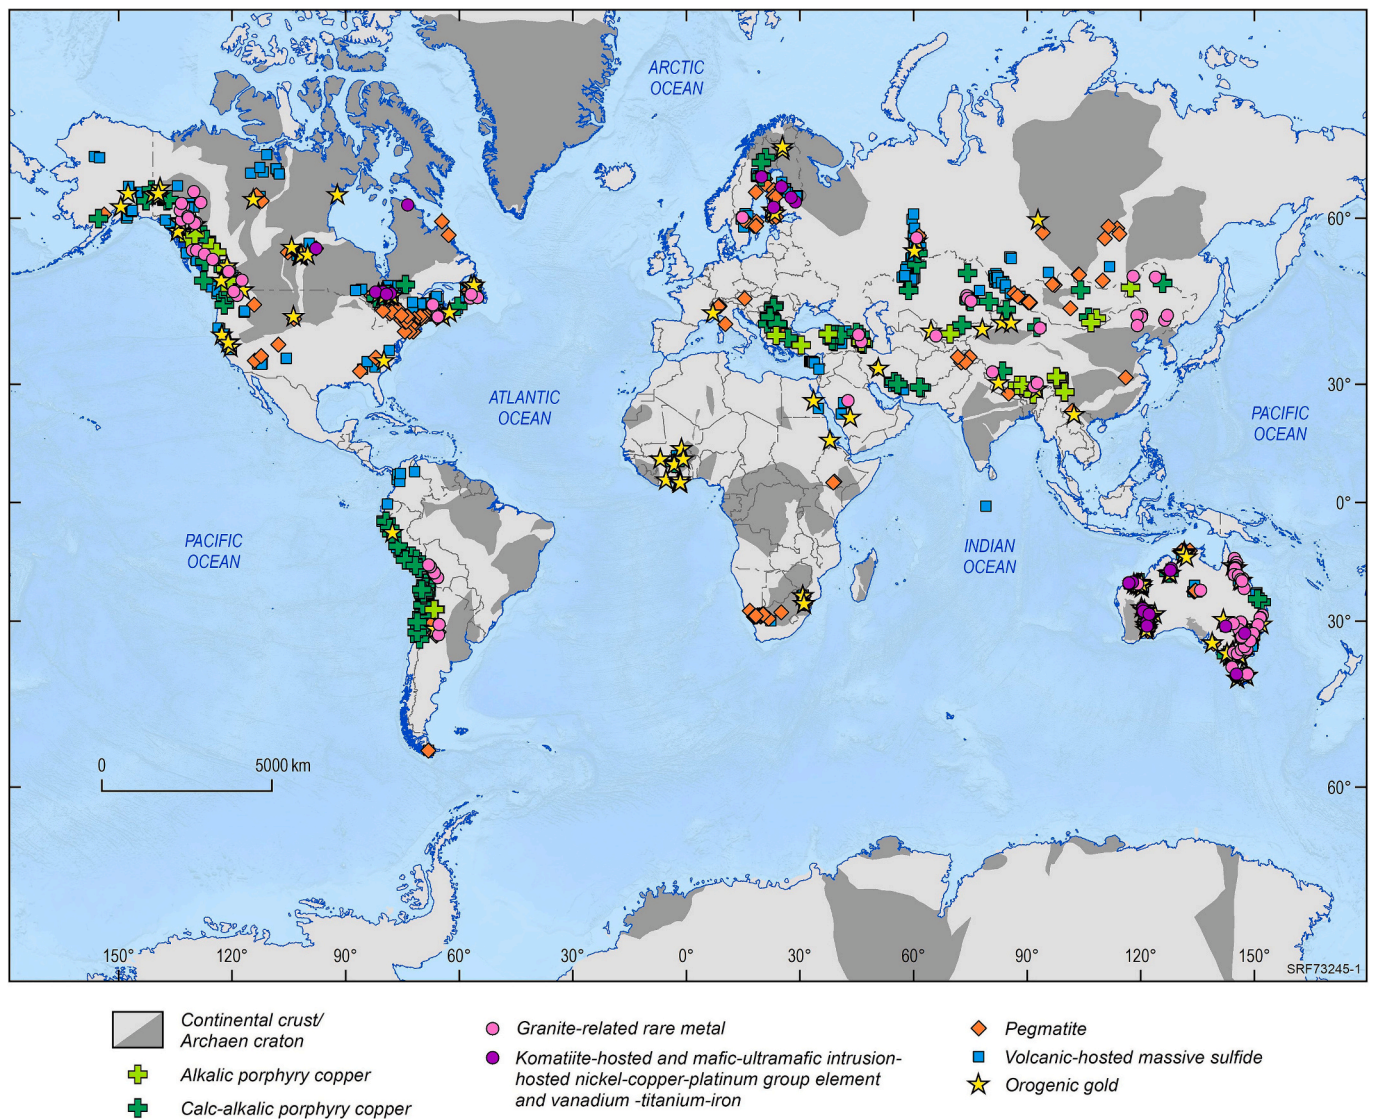 ARCTIC
OCEAN
60°
ATLANTIC
OCEAN
30°
PACIFIC
OCEAN
0°
PACIFIC
OCEAN
INDIAN
OCEAN
30°
0 5000 km
60°
150° 120° 90° 60° 30° 0° 30° 60° 90° 120° 150°
SRF73245-1
Continental crust/
Archaen craton
Alkalic porphyry copper
Calc-alkalic porphyry copper
Granite-related rare metal
Komatiite-hosted and mafic-ultramafic intrusion-
hosted nickel-copper-platinum group element
and vanadium -titanium-iron
Pegmatite
Volcanic-hosted massive sulfide
Orogenic gold